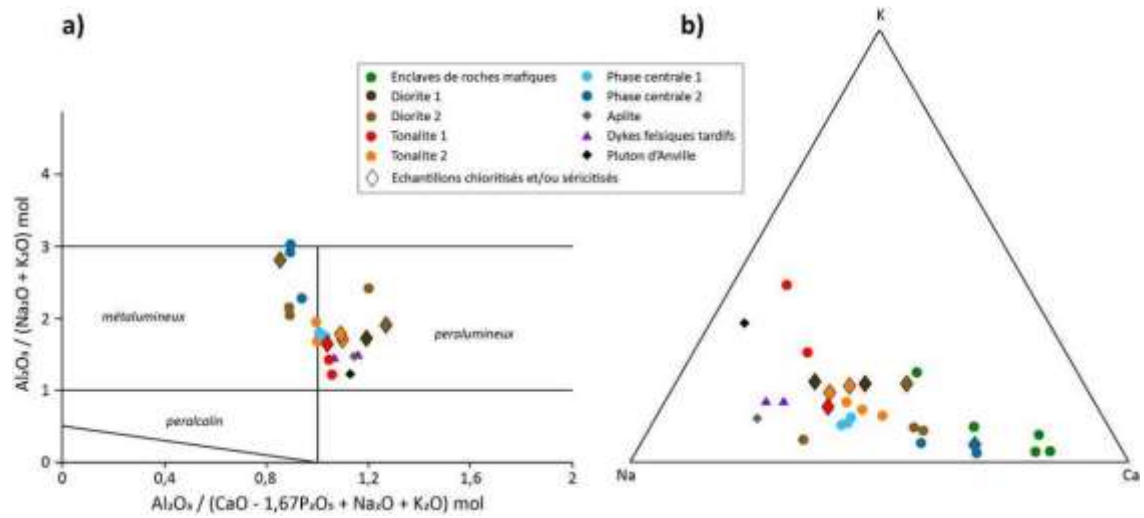 a)
b)
K
Enclaves de roches mafiques
Diorite 1
Diorite 2
Tonalite 1
Tonalite 2
Phase centrale 1
Phase centrale 2
Aplite
Dykes felsiques tardifs
Pluton d'Anville
Echantillons chloritisés et/ou séricitisés
Al₂O₃ / (Na₂O + K₂O) mol
4
3
2
1
0
métalumineux
peralumineux
peralcalin
0
0,4
0,8
1,2
1,6
2
Al₂O₃ / (CaO - 1,67P₂O₅ + Na₂O + K₂O) mol
Na
Ca